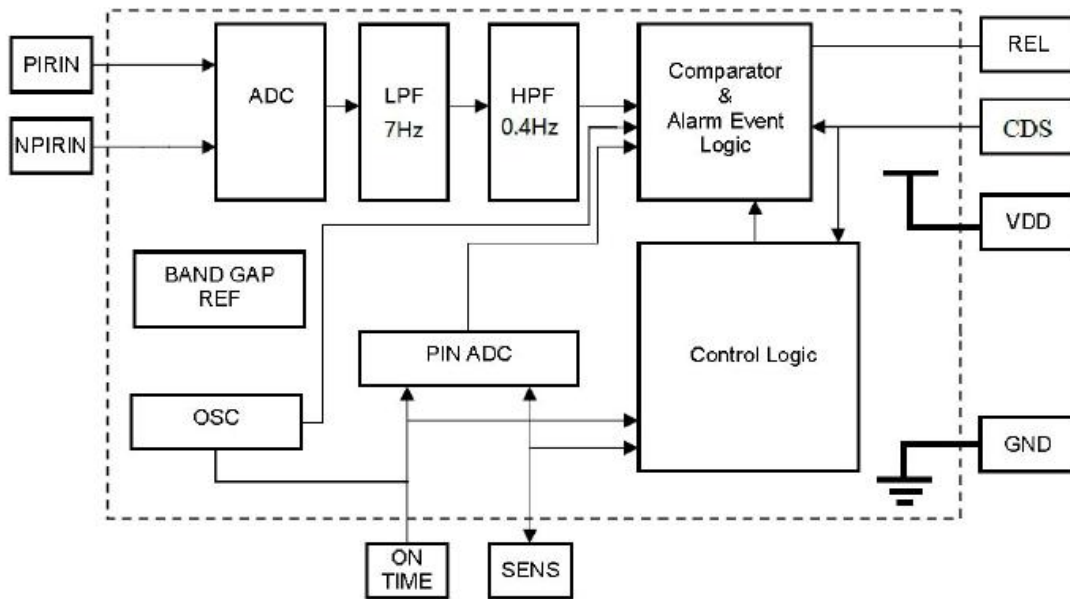 PIRIN
NPIRIN
ADC
LPF
7Hz
HPF
0.4Hz
Comparator
&
Alarm Event
Logic
REL
CDS
VDD
BAND GAP
REF
PIN ADC
Control Logic
OSC
GND
ON
TIME
SENS